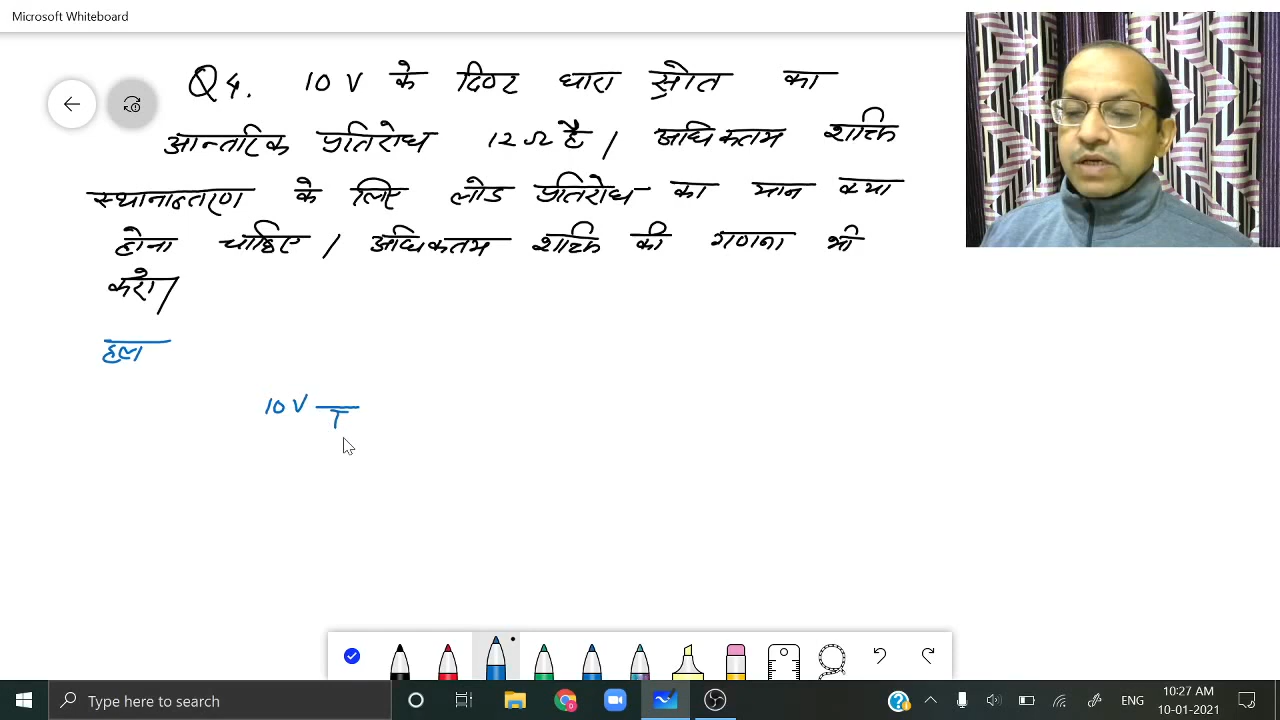 Microsoft Whiteboard
Q4. 10 V के दिष्ट धारा स्रोत का
आन्तरिक प्रतिरोध 12 Ω है / अधिकतम शक्ति
स्थानान्तरण के लिए लोड प्रतिरोध का मान क्या
होना चाहिए / अधिकतम शक्ति की गणना भी
करो /
हल
10 V
Type here to search
ENG
10:27 AM
10-01-2021